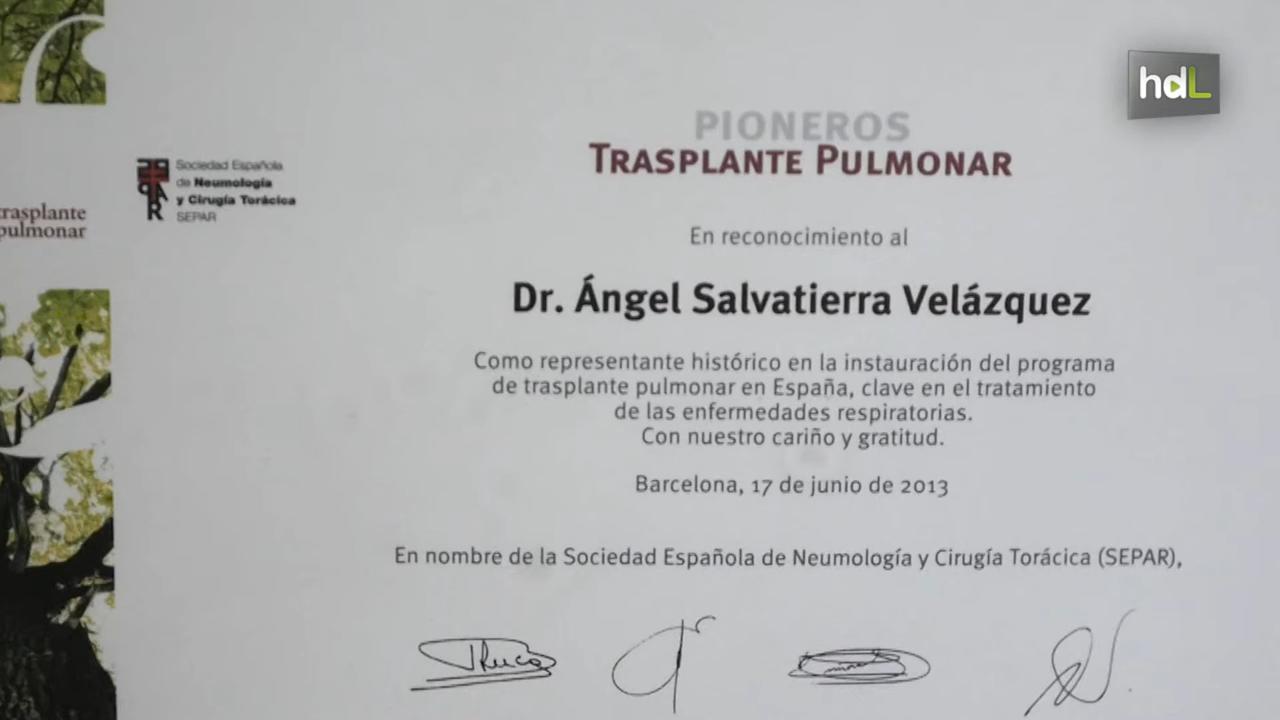 hdL
PIONEROS
TRASPLANTE PULMONAR
Sociedad Española
de Neumología
y Cirugía Torácica
SEPAR
trasplante
pulmonar
En reconocimiento al
Dr. Ángel Salvatierra Velázquez
Como representante histórico en la instauración del programa
de trasplante pulmonar en España, clave en el tratamiento
de las enfermedades respiratorias.
Con nuestro cariño y gratitud.
Barcelona, 17 de junio de 2013
En nombre de la Sociedad Española de Neumología y Cirugía Torácica (SEPAR),